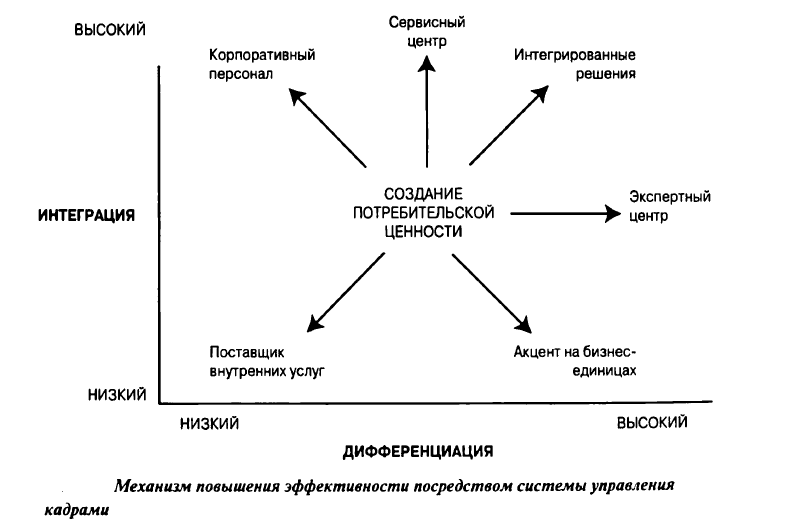 ВЫСОКИЙ
Сервисный
центр
Корпоративный
персонал
Интегрированные
решения
ИНТЕГРАЦИЯ
СОЗДАНИЕ
ПОТРЕБИТЕЛЬСКОЙ
ЦЕННОСТИ
Экспертный
центр
Поставщик
внутренних услуг
Акцент на бизнес-
единицах
НИЗКИЙ
НИЗКИЙ
ВЫСОКИЙ
ДИФФЕРЕНЦИАЦИЯ
Механизм повышения эффективности посредством системы управления
кадрами